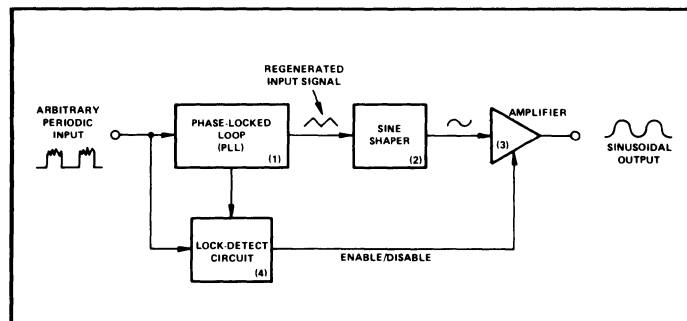 REGENERATED
INPUT SIGNAL
ARBITRARY
PERIODIC
INPUT
PHASE-LOCKED
LOOP
(PLL)
(1)
SINE
SHAPER
(2)
AMPLIFIER
(3)
SINUSOIDAL
OUTPUT
LOCK-DETECT
CIRCUIT
(4)
ENABLE/DISABLE